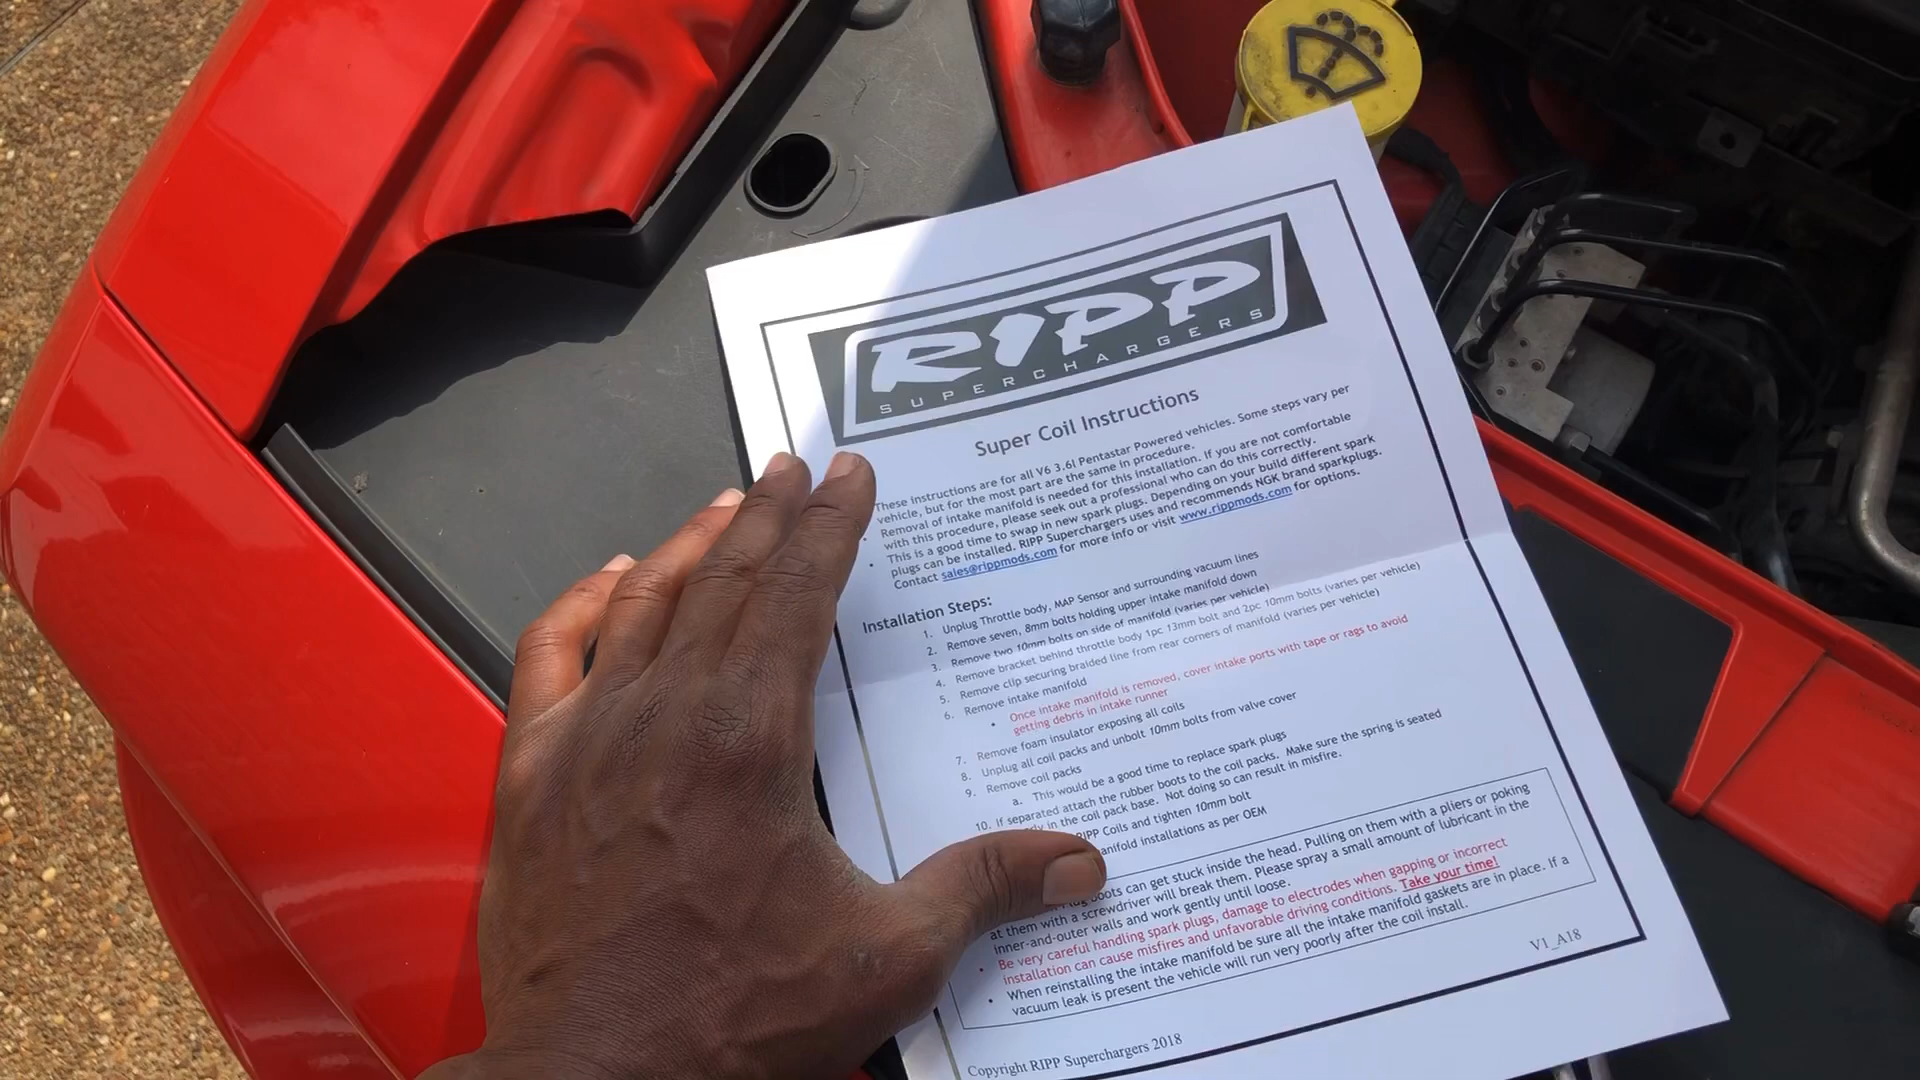 RIPP
SUPERCHARGERS
Super Coil Instructions
These instructions are for all V6 3.6l Pentastar Powered vehicles. Some steps vary per
vehicle, but for the most part are the same in procedure.
Removal of intake manifold is needed for this installation. If you are not comfortable
with this procedure, please seek out a professional who can do this correctly.
• This is a good time to swap in new spark plugs. Depending on your build different spark
plugs can be installed. RIPP Superchargers uses and recommends NGK brand sparkplugs.
• Contact sales@rippmods.com for more info or visit www.rippmods.com for options.
Installation Steps:
1. Unplug Throttle body, MAP Sensor and surrounding vacuum lines
2. Remove seven, 8mm bolts holding upper intake manifold down
3. Remove two 10mm bolts on side of manifold (varies per vehicle)
4. Remove bracket behind throttle body 1pc 13mm bolt and 2pc 10mm bolts (varies per vehicle)
5. Remove clip securing braided line from rear corners of manifold (varies per vehicle)
6. Remove intake manifold
• Once intake manifold is removed, cover intake ports with tape or rags to avoid
getting debris in intake runner
7. Remove foam insulator exposing all coils
8. Unplug all coil packs and unbolt 10mm bolts from valve cover
9. Remove coil packs
a. This would be a good time to replace spark plugs
10. If separated attach the rubber boots to the coil packs. Make sure the spring is seated
in the coil pack base. Not doing so can result in misfire.
RIPP Coils and tighten 10mm bolt
manifold installations as per OEM
boots can get stuck inside the head. Pulling on them with a pliers or poking
at them with a screwdriver will break them. Please spray a small amount of lubricant in the
inner-and-outer walls and work gently until loose.
• Be very careful handling spark plugs, damage to electrodes when gapping or incorrect
installation can cause misfires and unfavorable driving conditions. Take your time!
• When reinstalling the intake manifold be sure all the intake manifold gaskets are in place. If a
vacuum leak is present the vehicle will run very poorly after the coil install.
V1_A18
Copyright RIPP Superchargers 2018